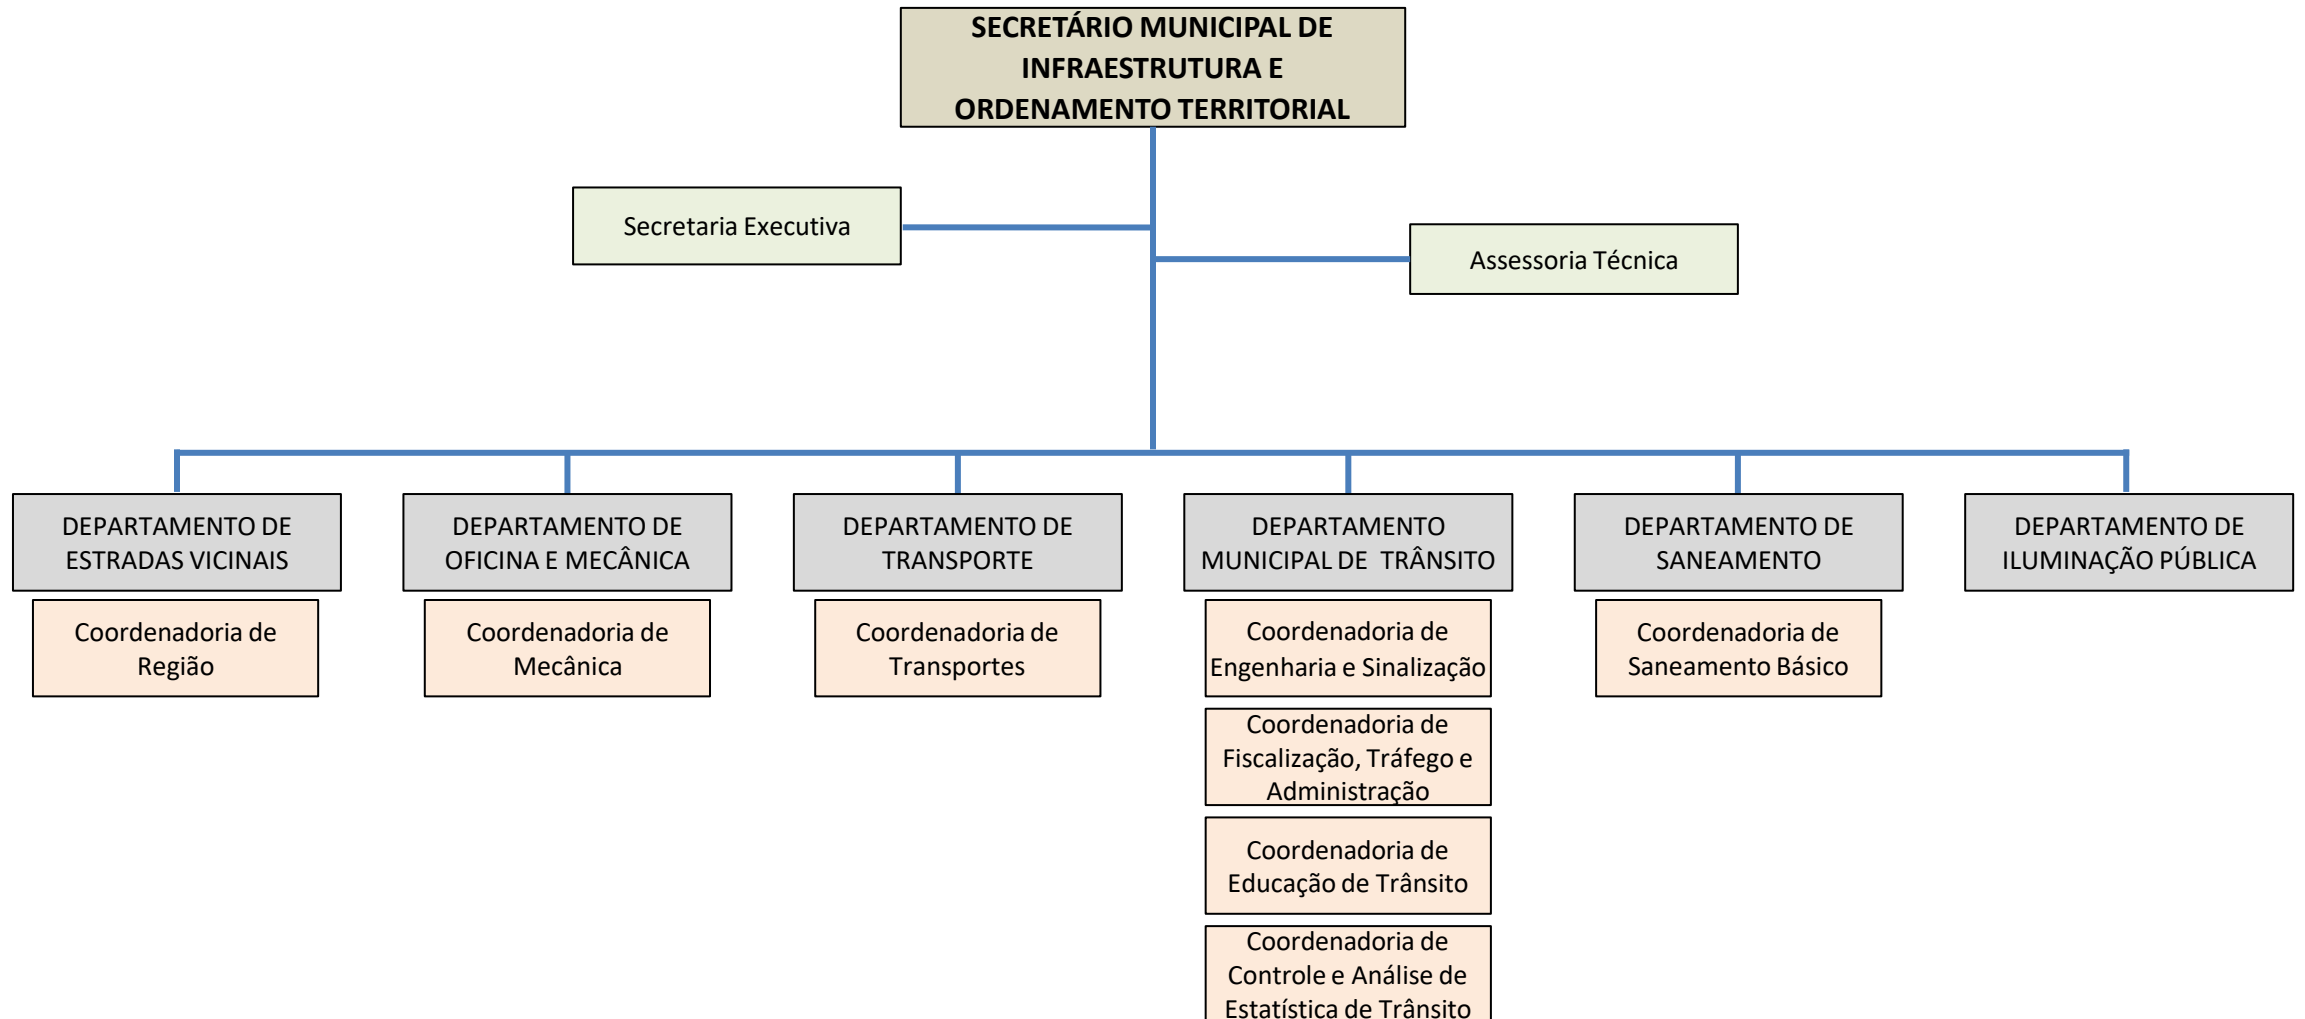 SECRETÁRIO MUNICIPAL DE
INFRAESTRUTURA E
ORDENAMENTO TERRITORIAL
Secretaria Executiva
Assessoria Técnica
DEPARTAMENTO DE
ESTRADAS VICINAIS
Coordenadoria de
Região
DEPARTAMENTO DE
OFICINA E MECÂNICA
Coordenadoria de
Mecânica
DEPARTAMENTO DE
TRANSPORTE
Coordenadoria de
Transportes
DEPARTAMENTO
MUNICIPAL DE TRÂNSITO
Coordenadoria de
Engenharia e Sinalização
Coordenadoria de
Fiscalização, Tráfego e
Administração
Coordenadoria de
Educação de Trânsito
Coordenadoria de
Controle e Análise de
Estatística de Trânsito
DEPARTAMENTO DE
SANEAMENTO
Coordenadoria de
Saneamento Básico
DEPARTAMENTO DE
ILUMINAÇÃO PÚBLICA